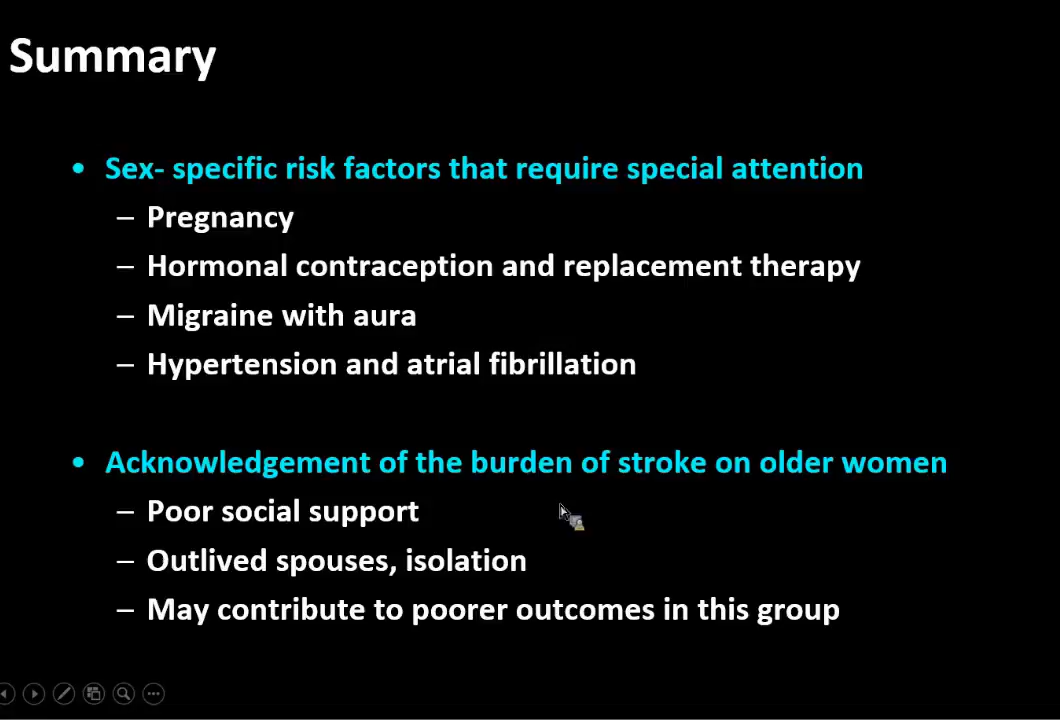 Summary
• Sex- specific risk factors that require special attention
– Pregnancy
– Hormonal contraception and replacement therapy
– Migraine with aura
– Hypertension and atrial fibrillation
• Acknowledgement of the burden of stroke on older women
– Poor social support
– Outlived spouses, isolation
– May contribute to poorer outcomes in this group